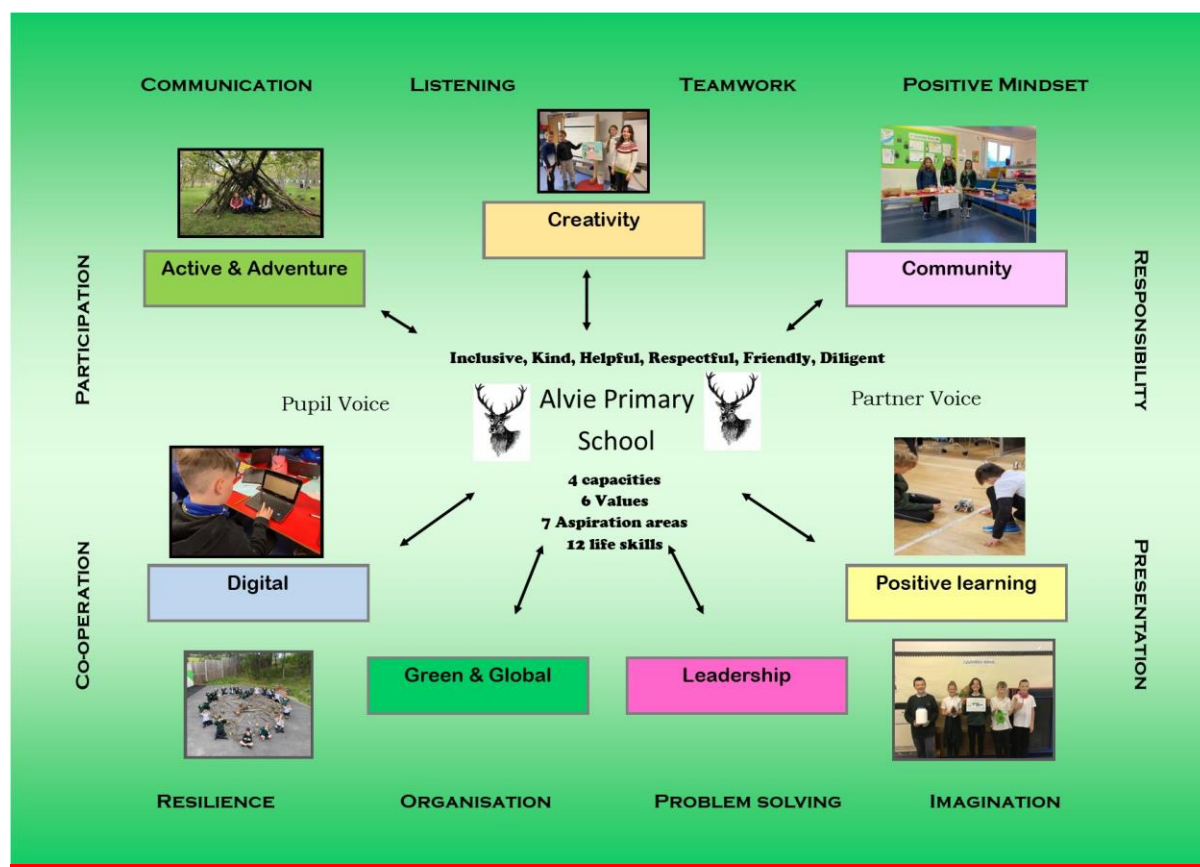 COMMUNICATION
LISTENING
TEAMWORK
POSITIVE MINDSET
Creativity
Active & Adventure
Community
PARTICIPATION
RESPONSIBILITY
Inclusive, Kind, Helpful, Respectful, Friendly, Diligent
Pupil Voice
Alvie Primary
School
Partner Voice
4 capacities
6 Values
7 Aspiration areas
12 life skills
Digital
Positive learning
CO-OPERATION
PRESENTATION
Green & Global
Leadership
RESILIENCE
ORGANISATION
PROBLEM SOLVING
IMAGINATION